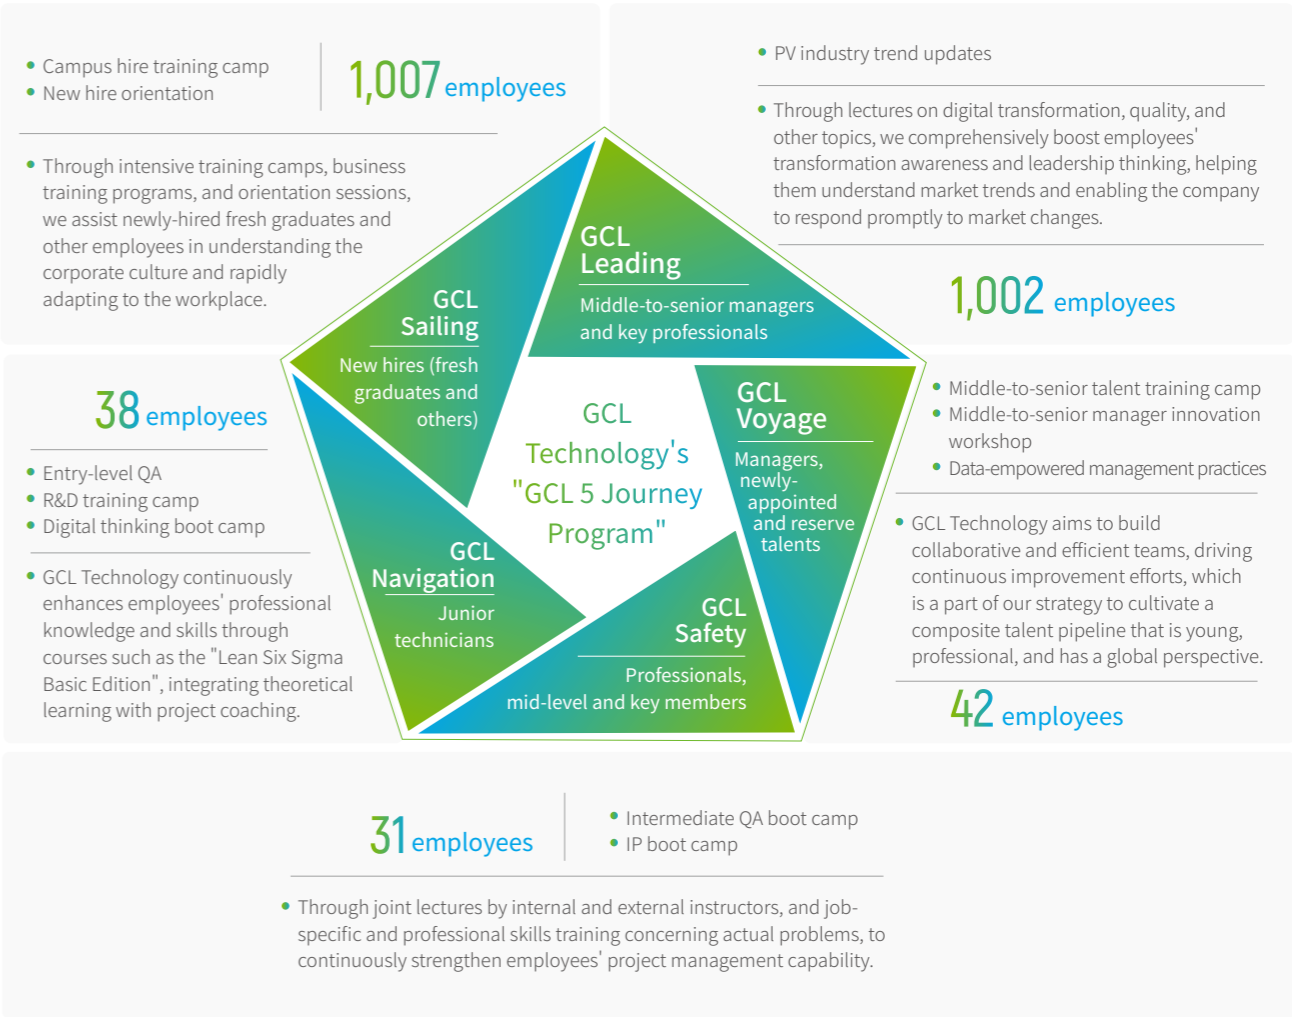 • Campus hire training camp
• New hire orientation
1,007 employees
• Through intensive training camps, business
training programs, and orientation sessions,
we assist newly-hired fresh graduates and
other employees in understanding the
corporate culture and rapidly
adapting to the workplace.
• PV industry trend updates
• Through lectures on digital transformation, quality, and
other topics, we comprehensively boost employees'
transformation awareness and leadership thinking, helping
them understand market trends and enabling the company
to respond promptly to market changes.
1,002 employees
GCL
Leading
Middle-to-senior managers
and key professionals
GCL
Sailing
New hires (fresh
graduates and
others)
GCL
Technology's
"GCL 5 Journey
Program"
GCL
Voyage
Managers,
newly-
appointed
and reserve
talents
GCL
Navigation
Junior
technicians
GCL
Safety
Professionals,
mid-level and key members
38 employees
• Entry-level QA
• R&D training camp
• Digital thinking boot camp
• GCL Technology continuously
enhances employees' professional
knowledge and skills through
courses such as the "Lean Six Sigma
Basic Edition", integrating theoretical
learning with project coaching.
• Middle-to-senior talent training camp
• Middle-to-senior manager innovation
workshop
• Data-empowered management practices
• GCL Technology aims to build
collaborative and efficient teams, driving
continuous improvement efforts, which
is a part of our strategy to cultivate a
composite talent pipeline that is young,
professional, and has a global perspective.
42 employees
31 employees
• Intermediate QA boot camp
• IP boot camp
• Through joint lectures by internal and external instructors, and job-
specific and professional skills training concerning actual problems, to
continuously strengthen employees' project management capability.